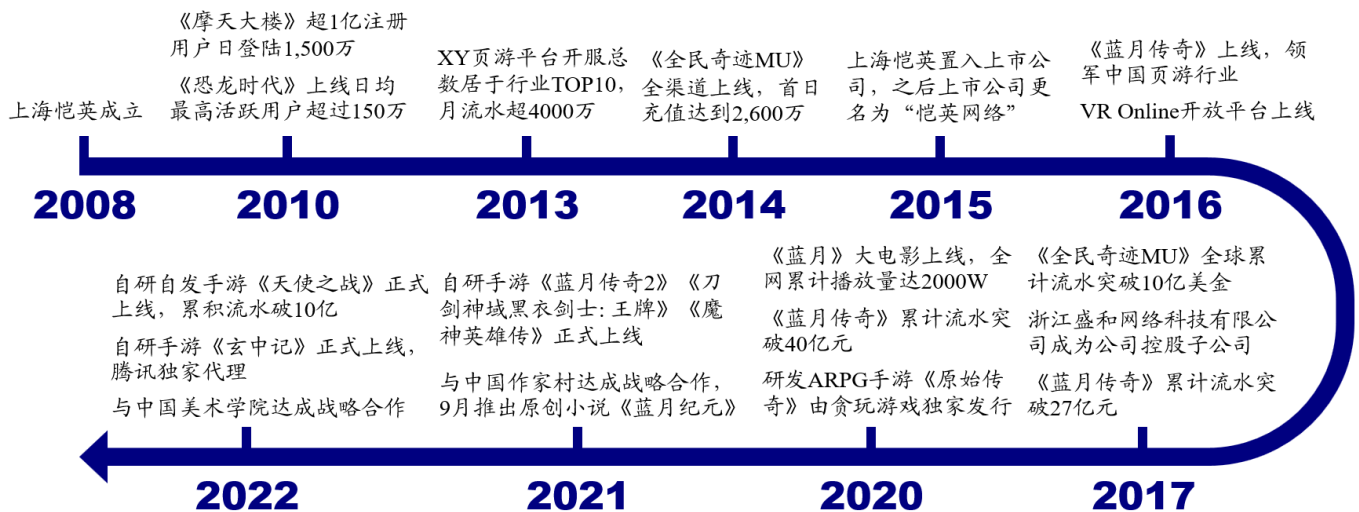 上海恺英成立
《摩天大楼》超1亿注册
用户日登陆1,500万
《恐龙时代》上线日均
最高活跃用户超过150万
XY页游平台开服总
数居于行业TOP10，
月流水超4000万
《全民奇迹MU》
全渠道上线，首日
充值达到2,600万
上海恺英置入上市公
司，之后上市公司更
名为“恺英网络”
《蓝月传奇》上线，领
军中国页游行业
VR Online开放平台上线
2008
2010
2013
2014
2015
2016
《全民奇迹MU》全球累
计流水突破10亿美金
浙江盛和网络科技有限公
司成为公司控股子公司
《蓝月传奇》累计流水突
破27亿元
《蓝月》大电影上线，全
网累计播放量达2000W
《蓝月传奇》累计流水突
破40亿元
研发ARPG手游《原始传
奇》由贪玩游戏独家发行
自研手游《蓝月传奇2》《刀
剑神域黑衣剑士: 王牌》《魔
神英雄传》正式上线
与中国作家村达成战略合作，
9月推出原创小说《蓝月纪元》
自研自发手游《天使之战》正式
上线，累积流水破10亿
自研手游《玄中记》正式上线，
腾讯独家代理
与中国美术学院达成战略合作
2017
2020
2021
2022